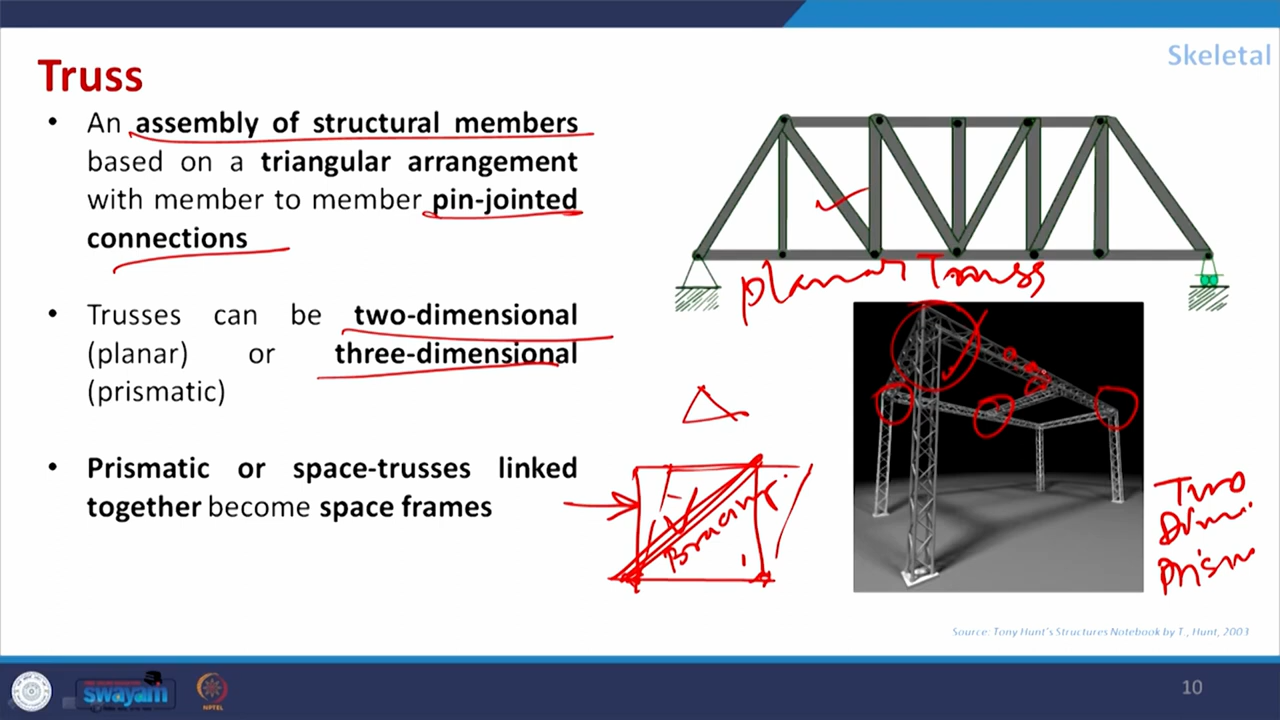 Skeletal
Truss
• An assembly of structural members
based on a triangular arrangement
with member to member pin-jointed
connections
• Trusses can be two-dimensional
(planar) or three-dimensional
(prismatic)
• Prismatic or space-trusses linked
together become space frames
planar Truss
Bracing
Two
Dimi
prism
Source: Tony Hunt's Structures Notebook by T., Hunt, 2003
swayam
NPTEL
10